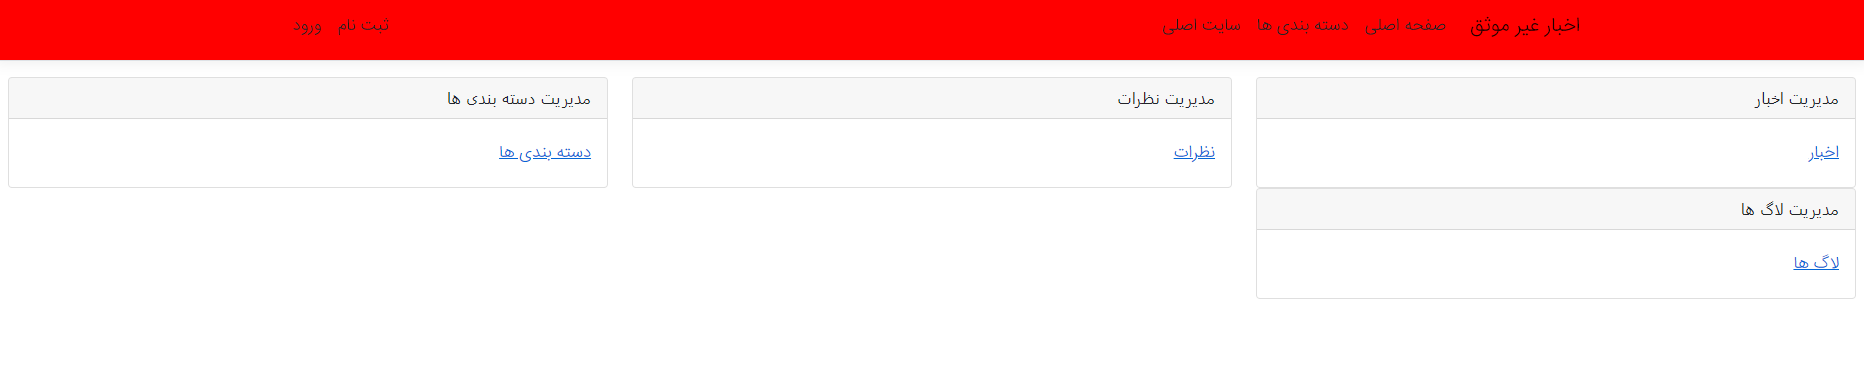 اخبار غیر موثق صفحه اصلی دسته بندی ها سایت اصلی ثبت نام ورود
مدیریت اخبار
اخبار
مدیریت نظرات
نظرات
مدیریت دسته بندی ها
دسته بندی ها
مدیریت لاگ ها
لاگ ها